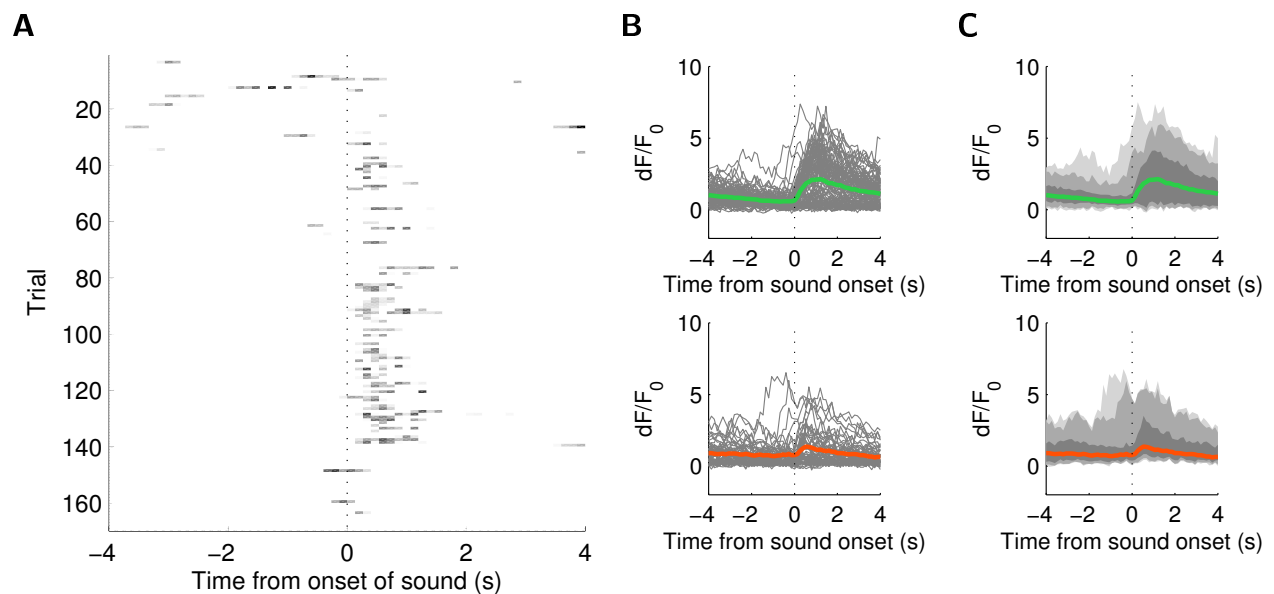 A
B
C
Trial
20
40
60
80
100
120
140
160
−4
−2
0
2
4
Time from onset of sound (s)
dF/F0
10
5
0
−4 −2 0 2 4
Time from sound onset (s)
dF/F0
10
5
0
−4 −2 0 2 4
Time from sound onset (s)
dF/F0
10
5
0
−4 −2 0 2 4
Time from sound onset (s)
dF/F0
10
5
0
−4 −2 0 2 4
Time from sound onset (s)